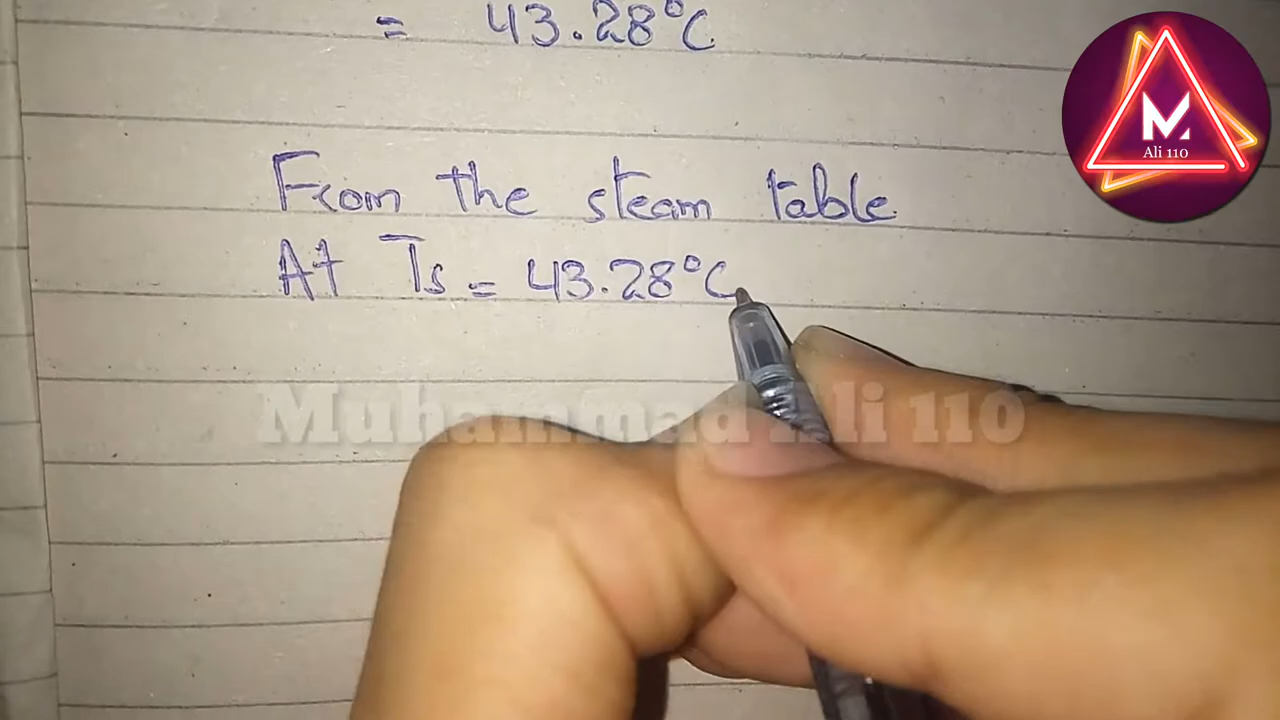 = 43.28°C
From the steam table
At Ts = 43.28°C
Muhammad Ali 110
M.
Ali 110